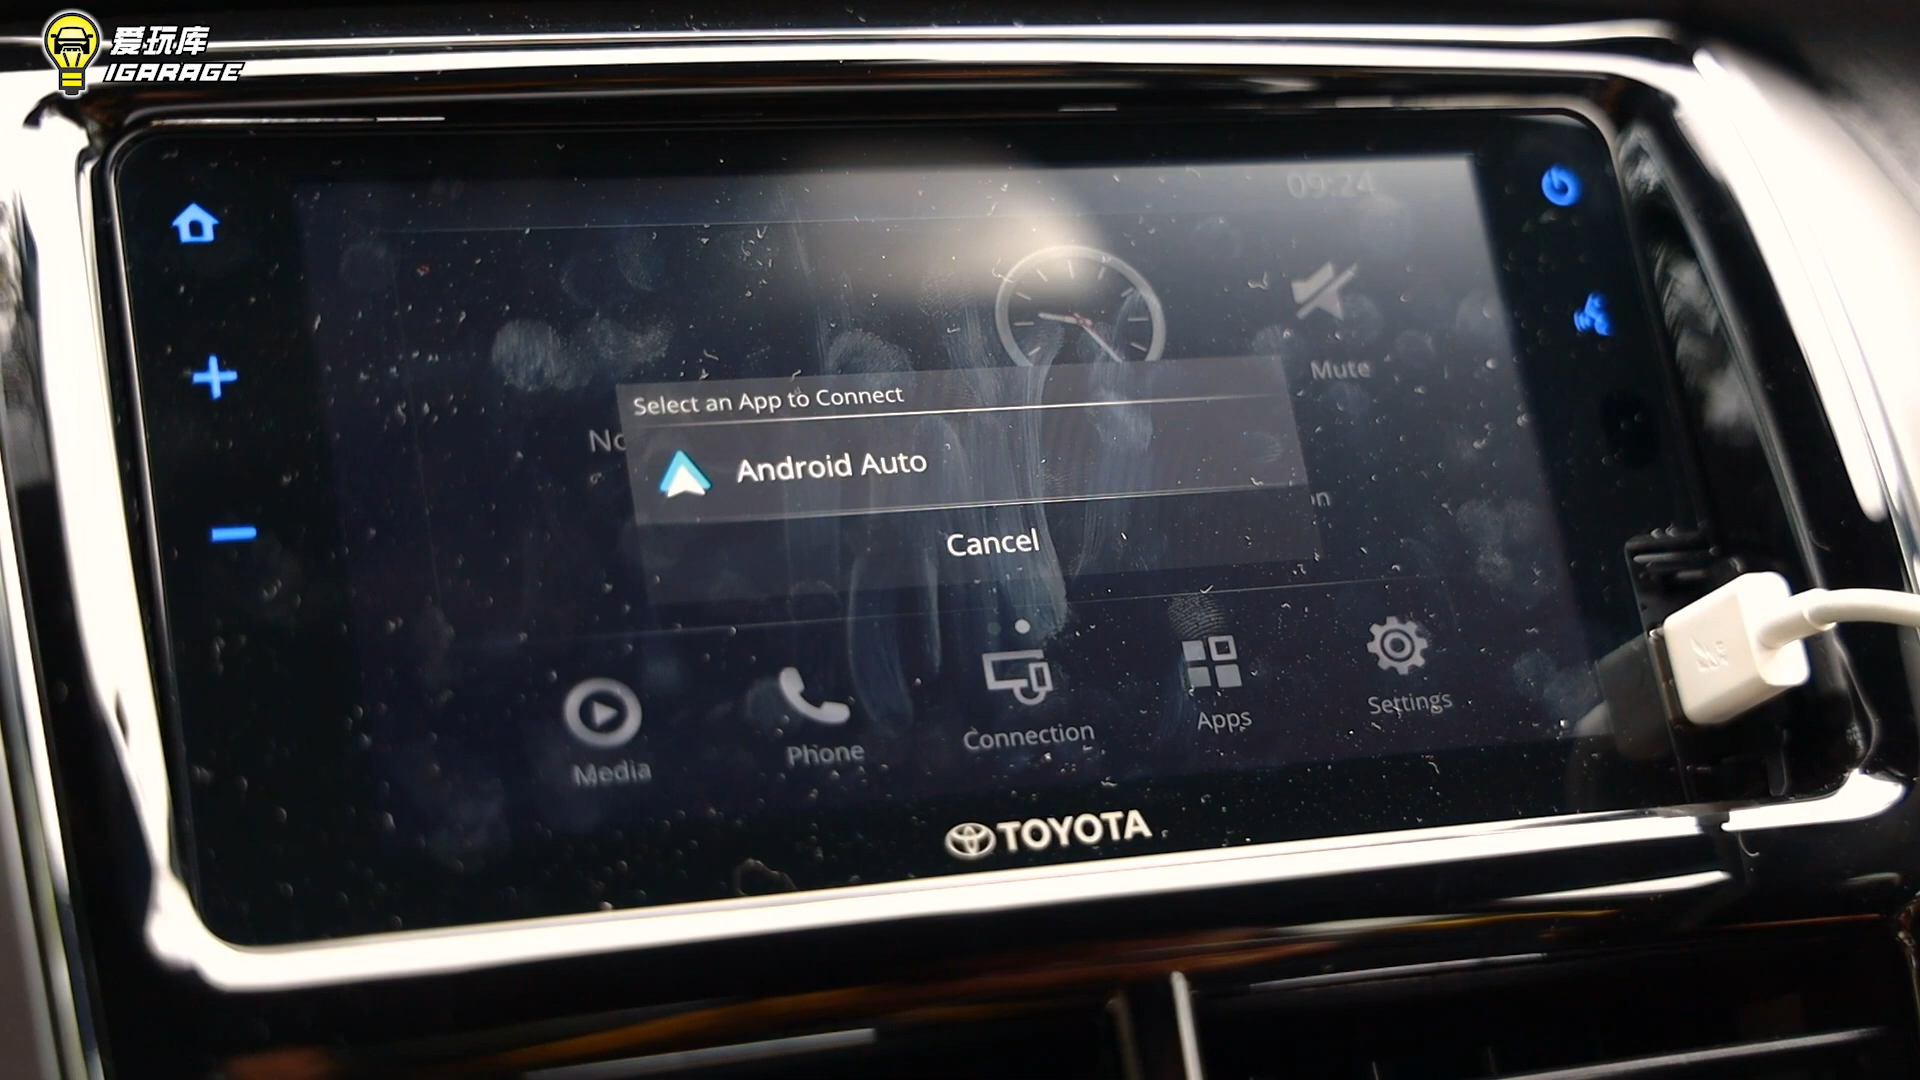 爱玩库
IGARAGE
09:24
Mute
Select an App to Connect
Android Auto
Cancel
Media
Phone
Connection
Apps
Settings
TOYOTA